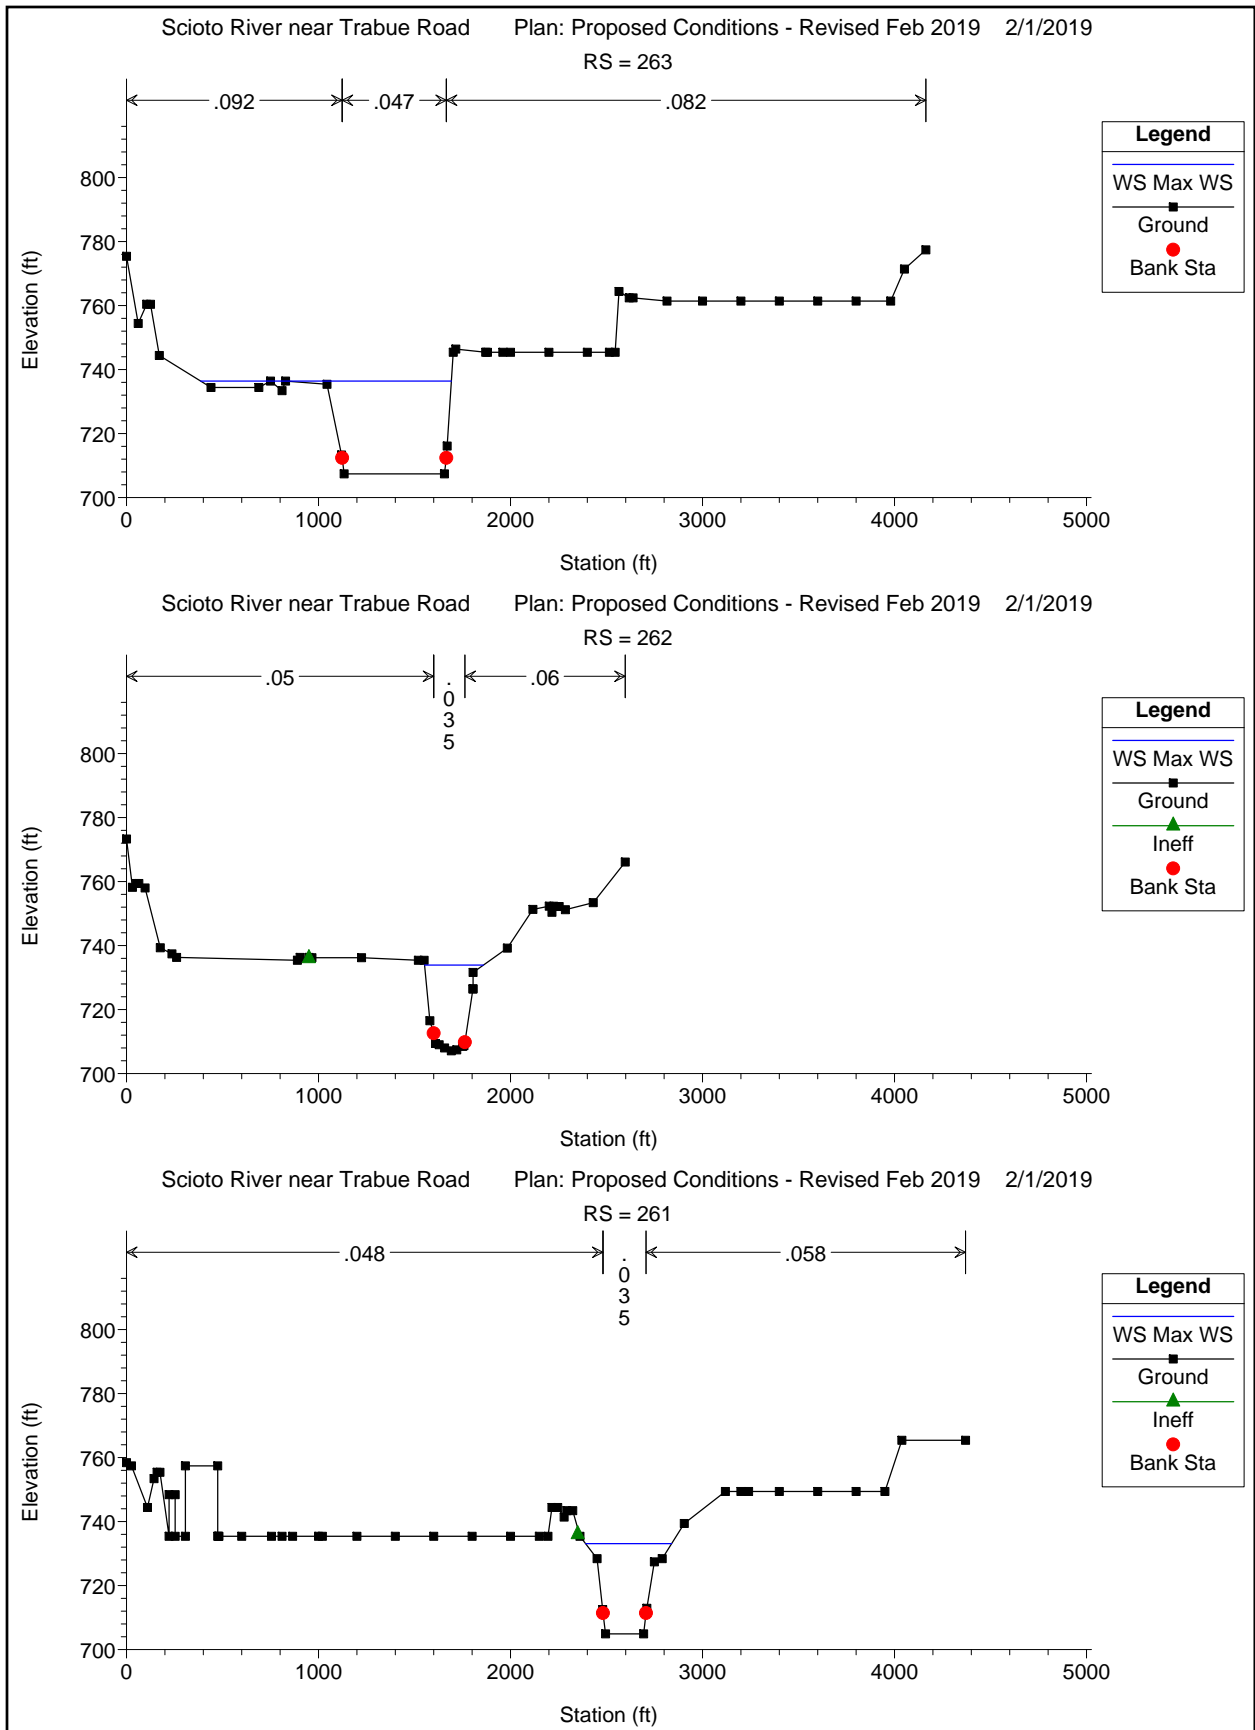 Scioto River near Trabue Road Plan: Proposed Conditions - Revised Feb 2019 2/1/2019
RS = 263
.092 .047 .082
Legend
WS Max WS
Ground
Bank Sta
800
780
760
740
720
700
Elevation (ft)
0 1000 2000 3000 4000 5000
Station (ft)
Scioto River near Trabue Road Plan: Proposed Conditions - Revised Feb 2019 2/1/2019
RS = 262
.05 .035 .06
Legend
WS Max WS
Ground
Ineff
Bank Sta
800
780
760
740
720
700
Elevation (ft)
0 1000 2000 3000 4000 5000
Station (ft)
Scioto River near Trabue Road Plan: Proposed Conditions - Revised Feb 2019 2/1/2019
RS = 261
.048 .035 .058
Legend
WS Max WS
Ground
Ineff
Bank Sta
800
780
760
740
720
700
Elevation (ft)
0 1000 2000 3000 4000 5000
Station (ft)